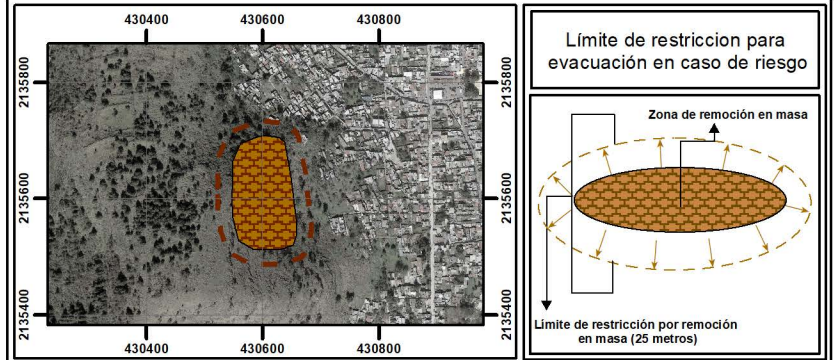 430400 430600 430800
2135800 2135800
2135600 2135600
2135400 2135400
430400 430600 430800
Límite de restriccion para
evacuación en caso de riesgo
Zona de remoción en masa
Límite de restricción por remoción
en masa (25 metros)